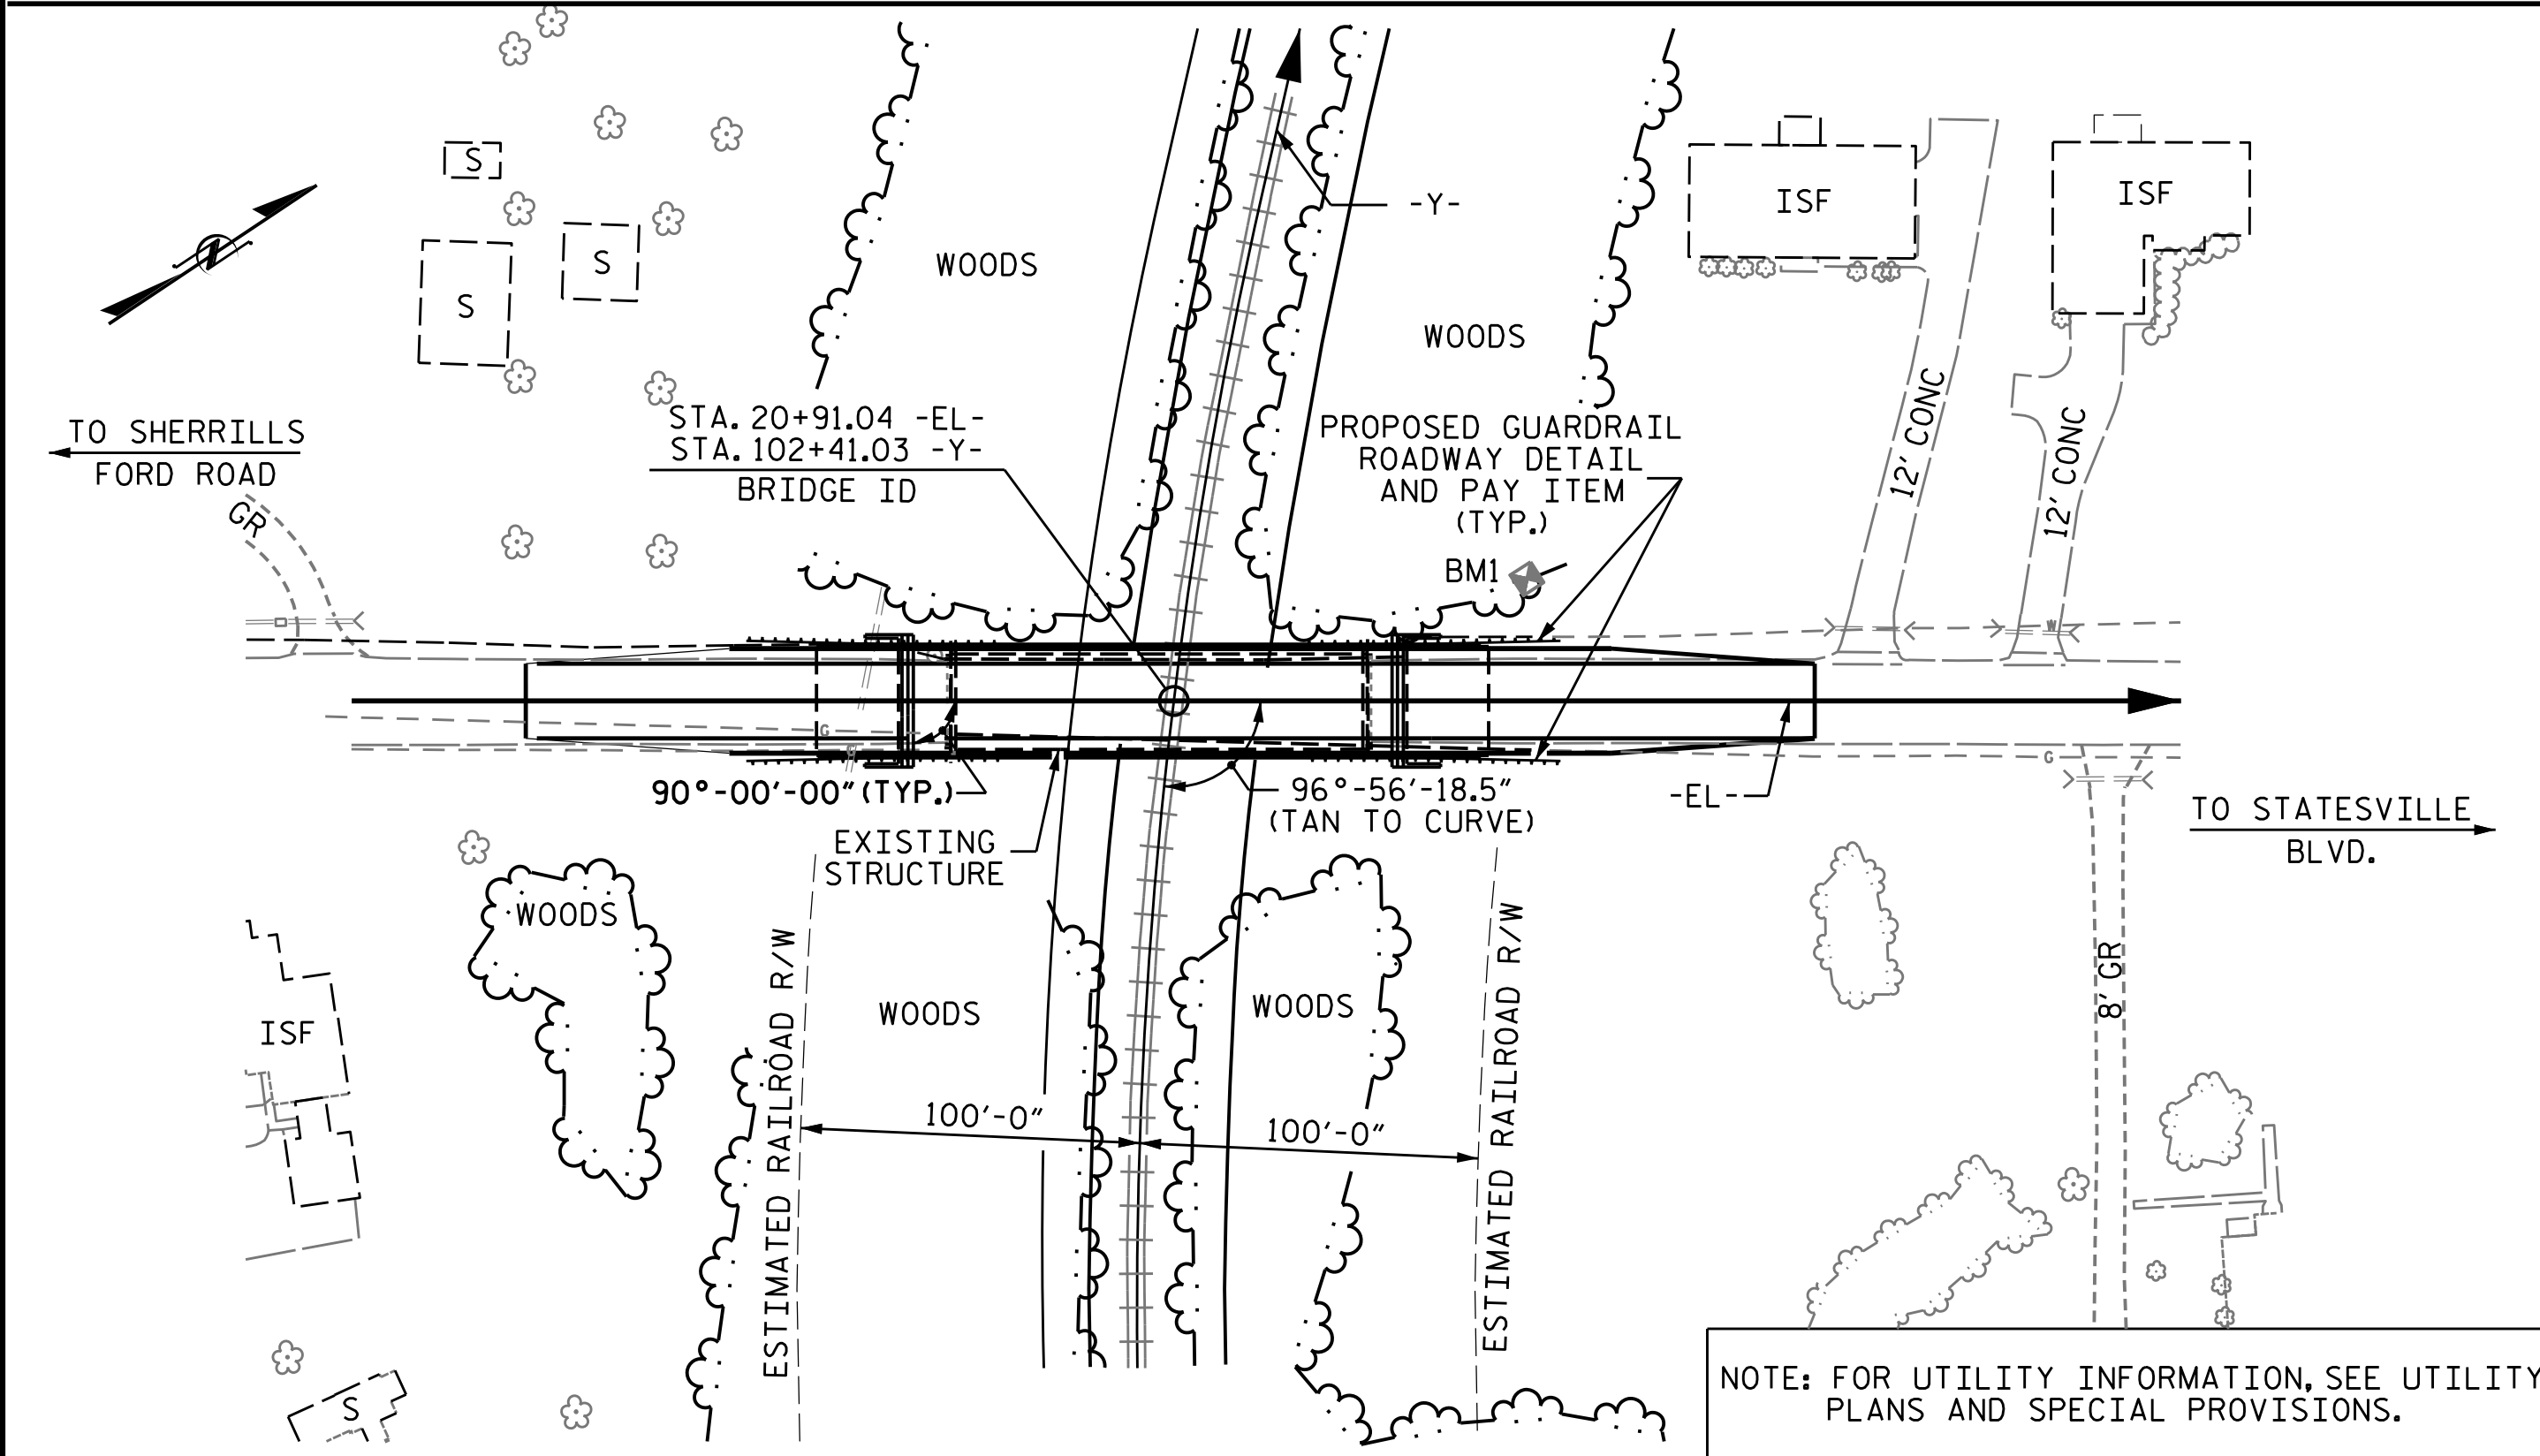 S
S
S
ISF
ISF
-Y-
WOODS
WOODS
N
TO SHERRILLS
FORD ROAD
GR
STA. 20+91.04 -EL-
STA. 102+41.03 -Y-
BRIDGE ID
PROPOSED GUARDRAIL
ROADWAY DETAIL
AND PAY ITEM
(TYP.)
BM1
12' CONC
12' CONC
W
G
G
G
90°-00'-00" (TYP.)
96°-56'-18.5"
(TAN TO CURVE)
-EL-
EXISTING
STRUCTURE
TO STATESVILLE
BLVD.
WOODS
WOODS
WOODS
ISF
8' GR
ESTIMATED RAILROAD R/W
100'-0"
100'-0"
ESTIMATED RAILROAD R/W
S
NOTE: FOR UTILITY INFORMATION, SEE UTILITY
PLANS AND SPECIAL PROVISIONS.